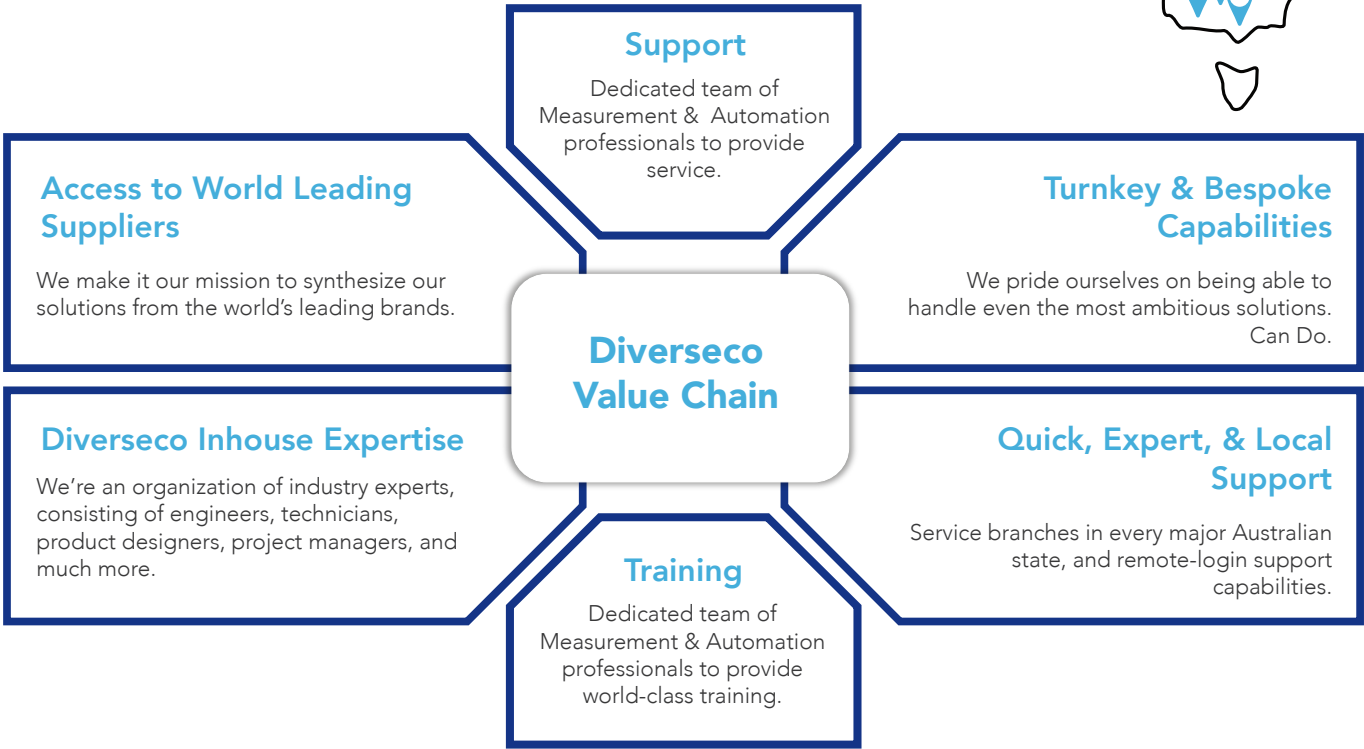 Support
Dedicated team of
Measurement & Automation
professionals to provide
service.
Access to World Leading
Suppliers
We make it our mission to synthesize our
solutions from the world's leading brands.
Turnkey & Bespoke
Capabilities
We pride ourselves on being able to
handle even the most ambitious solutions.
Can Do.
Diverseco
Value Chain
Diverseco Inhouse Expertise
We're an organization of industry experts,
consisting of engineers, technicians,
product designers, project managers, and
much more.
Quick, Expert, & Local
Support
Service branches in every major Australian
state, and remote-login support
capabilities.
Training
Dedicated team of
Measurement & Automation
professionals to provide
world-class training.